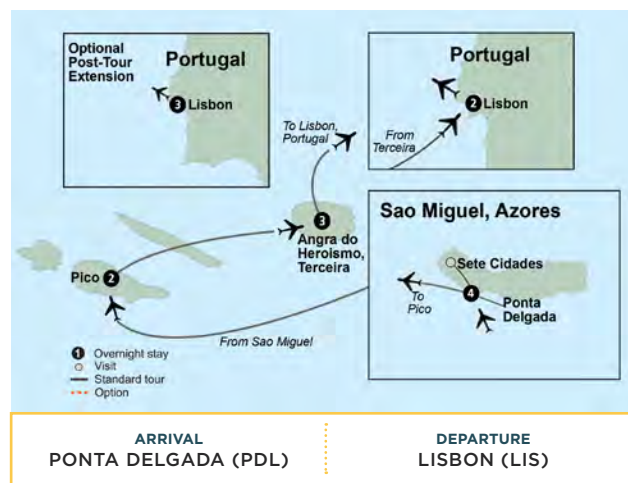 Optional
Post-Tour
Extension
Portugal
3 Lisbon
Portugal
2 Lisbon
From
Terceira
To Lisbon,
Portugal
3
Angra do
Heroismo,
Terceira
Pico 2
From Sao Miguel
Sao Miguel, Azores
Sete Cidades
4
To
Pico
Ponta
Delgada
1 Overnight stay
Visit
Standard tour
Option
ARRIVAL
PONTA DELGADA (PDL)
DEPARTURE
LISBON (LIS)